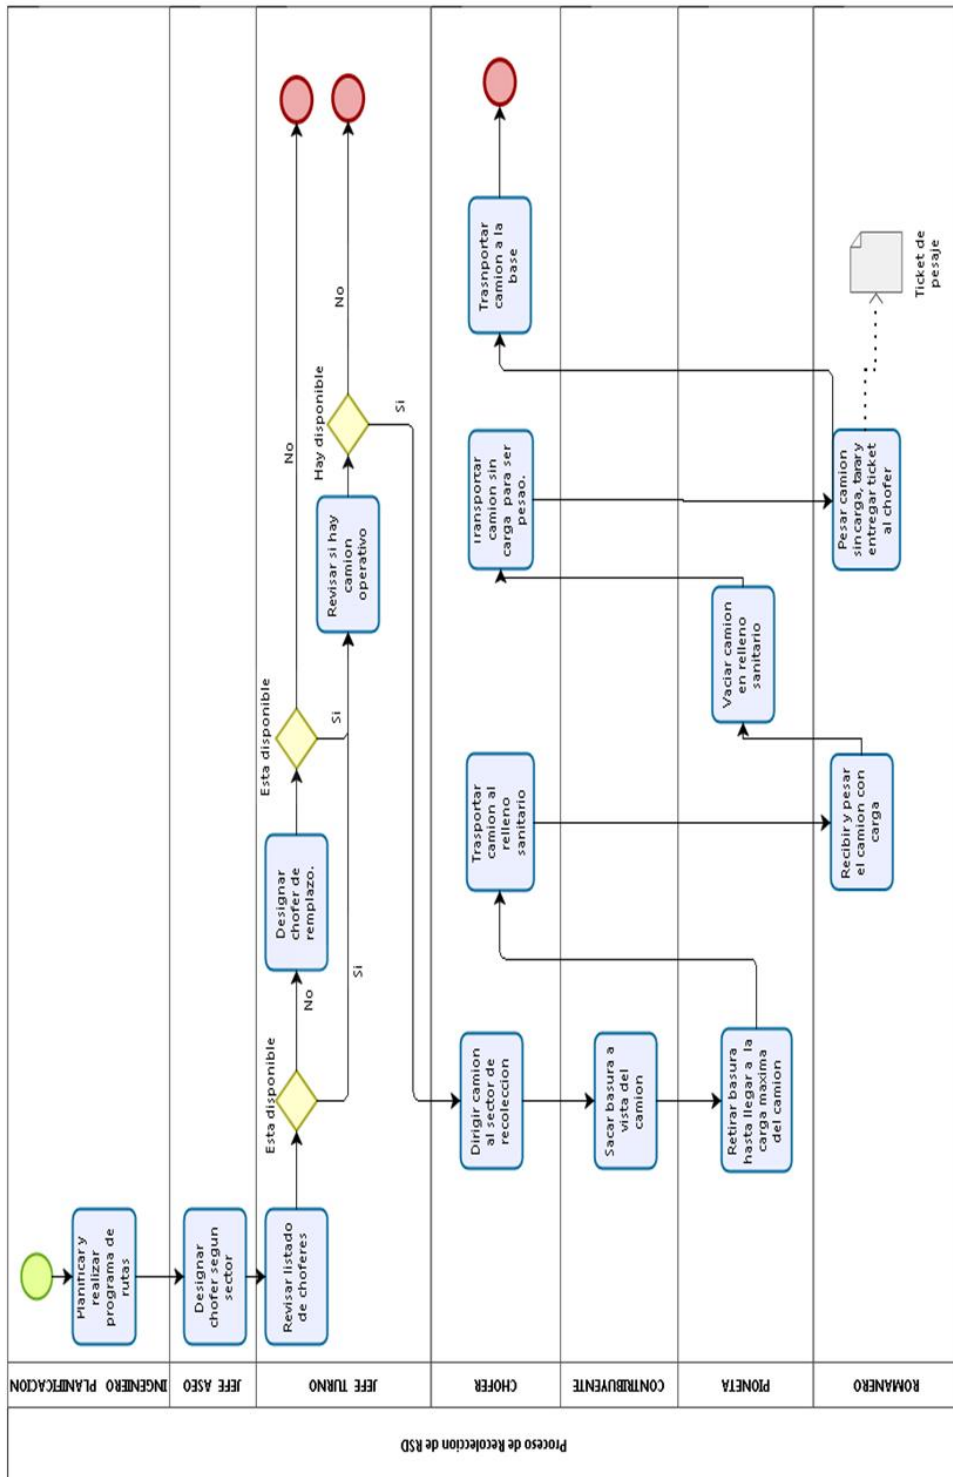 Proceso de Recoleccion de RSD
INGENIERO PLANIFICACION
JEFE ASEO
JEFE TURNO
CHOFER
CONTRIBUYENTE
PIONETA
ROMANERO
Planificar y
realizar
programa de
rutas
Designar
chofer segun
sector
Revisar listado
de choferes
Esta disponible
No
Si
Designar
chofer de
remplazo.
Esta disponible
No
Si
Revisar si hay
camion
operativo
Hay disponible
No
Si
Dirigir camion
al sector de
recoleccion
Sacar basura a
vista del
camion
Retirar basura
hasta llegar a la
carga maxima
del camion
Trasportar
camion al
relleno
sanitario
Recibir y pesar
el camion con
carga
Vaciar camion
en relleno
sanitario
Transportar
camion sin
carga para ser
pesao.
Pesar camion
sin carga, tarar y
entregar ticket
al chofer
Ticket de
pesaje
Trasnportar
camion a la
base